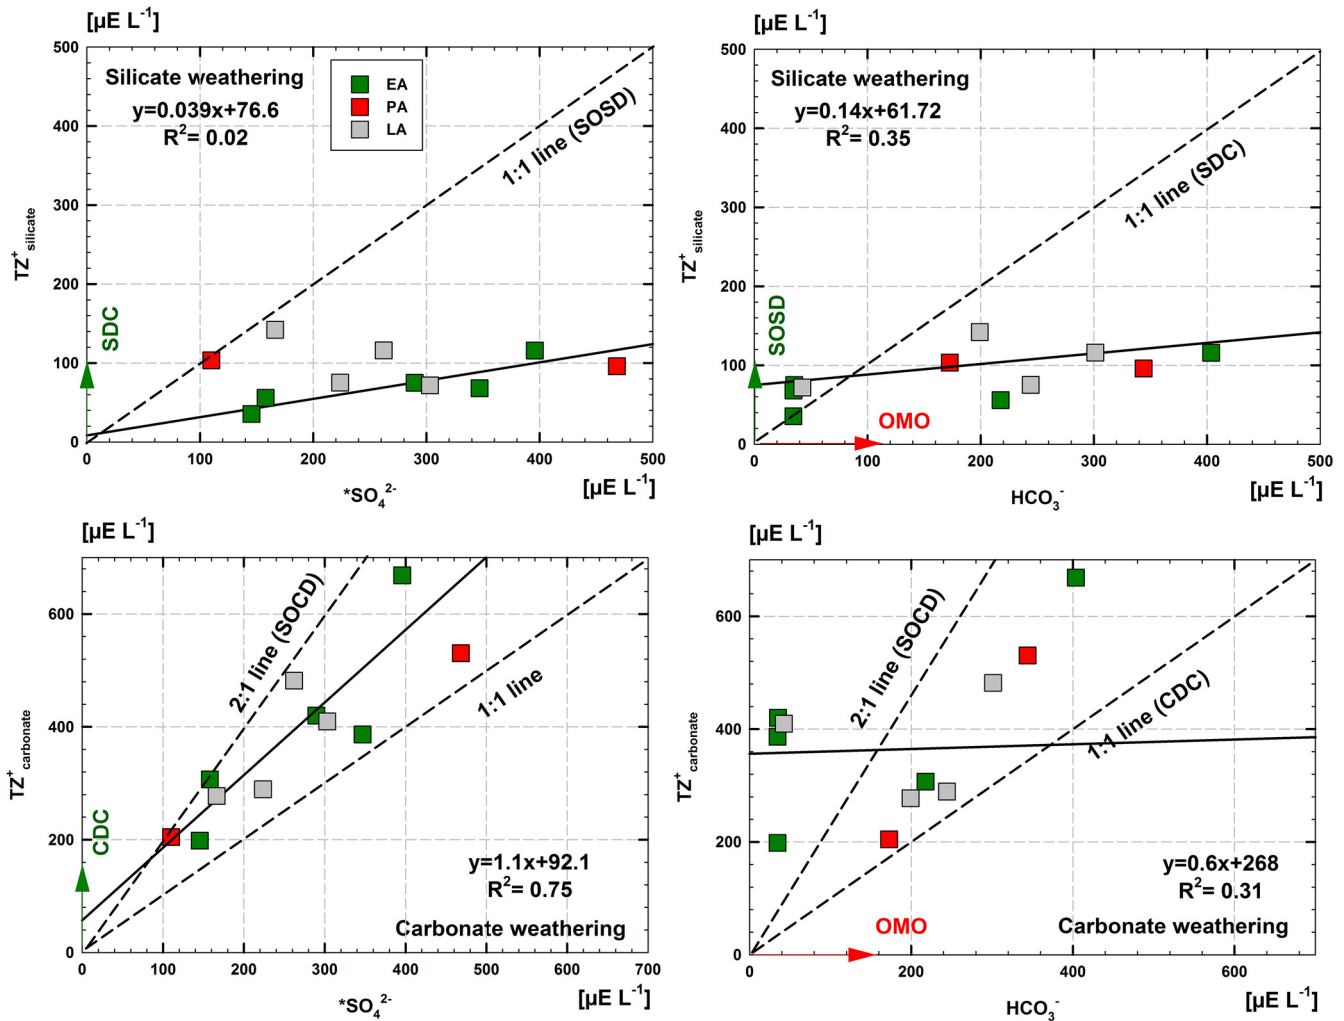 [µE L⁻¹]
500
400
300
200
100
0
TZ⁺silicate
Silicate weathering
y=0.039x+76.6
R²= 0.02
EA
PA
LA
1:1 line (SOSD)
SDC
0 100 200 300 400 500
*SO₄²⁻
[µE L⁻¹]
[µE L⁻¹]
500
400
300
200
100
0
TZ⁺silicate
Silicate weathering
y=0.14x+61.72
R²= 0.35
1:1 line (SDC)
SOSD
OMO
0 100 200 300 400 500
HCO₃⁻
[µE L⁻¹]
[µE L⁻¹]
600
400
200
0
TZ⁺carbonate
2:1 line (SOCD)
1:1 line
CDC
y=1.1x+92.1
R²= 0.75
Carbonate weathering
0 100 200 300 400 500 600 700
*SO₄²⁻
[µE L⁻¹]
[µE L⁻¹]
600
400
200
0
TZ⁺carbonate
2:1 line (SOCD)
1:1 line (CDC)
y=0.6x+268
R²= 0.31
OMO
Carbonate weathering
0 200 400 600
HCO₃⁻
[µE L⁻¹]